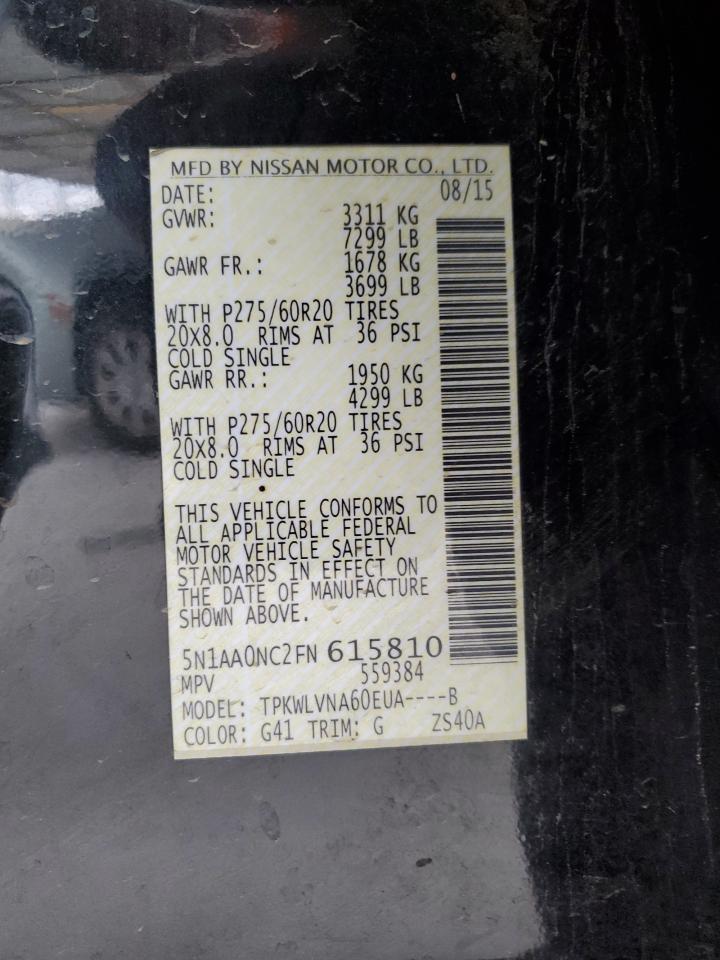 MFD BY NISSAN MOTOR CO., LTD.
DATE: 08/15
GVWR: 3311 KG
7299 LB
GAWR FR.: 1678 KG
3699 LB
WITH P275/60R20 TIRES
20X8.0 RIMS AT 36 PSI
COLD SINGLE
GAWR RR.: 1950 KG
4299 LB
WITH P275/60R20 TIRES
20X8.0 RIMS AT 36 PSI
COLD SINGLE
THIS VEHICLE CONFORMS TO
ALL APPLICABLE FEDERAL
MOTOR VEHICLE SAFETY
STANDARDS IN EFFECT ON
THE DATE OF MANUFACTURE
SHOWN ABOVE.
5N1AA0NC2FN 615810
MPV 559384
MODEL: TPKWLVNA60EUA----B
COLOR: G41 TRIM: G ZS40A